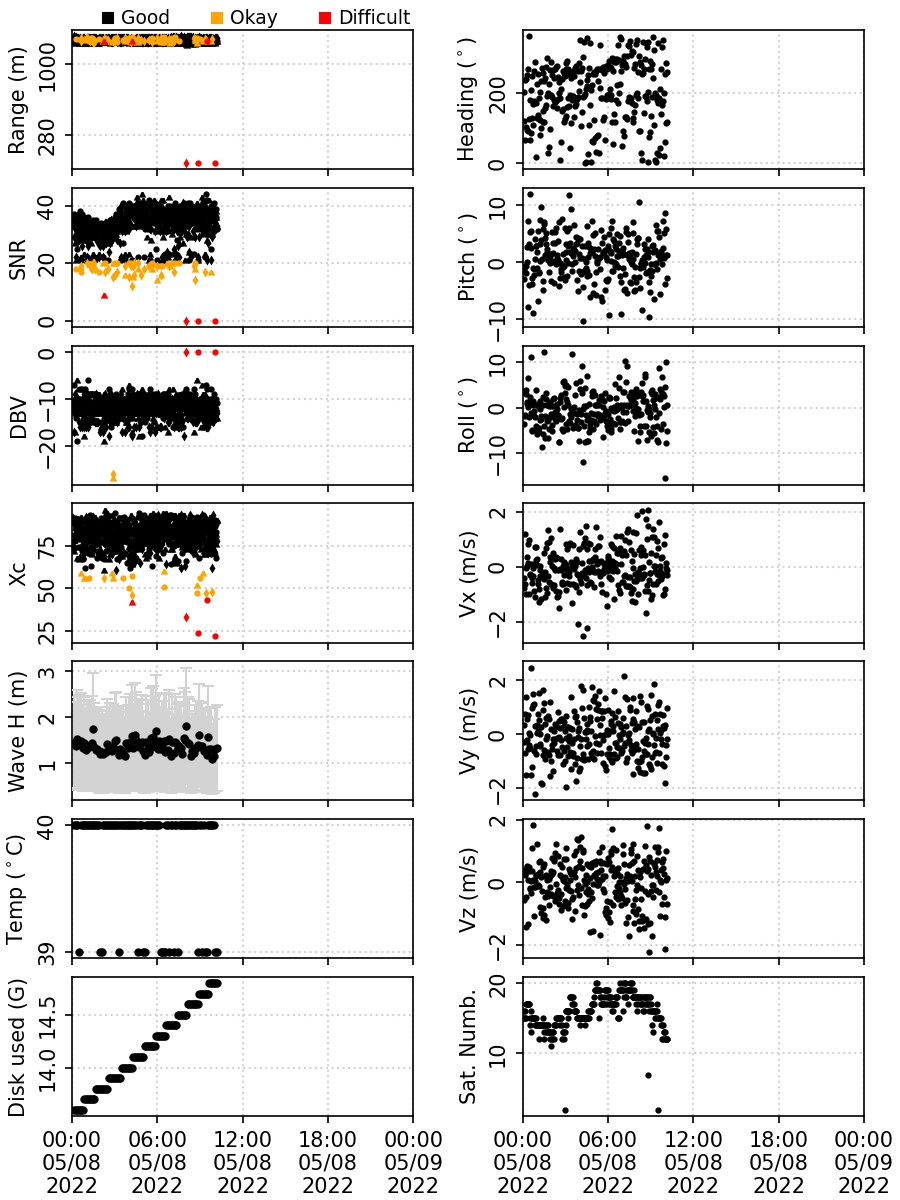 Good Okay Difficult
Range (m)
1000
280
Heading (°)
200
0
SNR
40
20
0
Pitch (°)
10
0
−10
DBV
0
−10
−20
Roll (°)
10
0
−10
Xc
75
50
25
Vx (m/s)
2
0
−2
Wave H (m)
3
2
1
Vy (m/s)
2
0
−2
Temp (°C)
40
39
Vz (m/s)
2
0
−2
Disk used (G)
14.5
14.0
Sat. Numb.
20
10
00:00 06:00 12:00 18:00 00:00
05/08 05/08 05/08 05/08 05/09
2022 2022 2022 2022 2022
00:00 06:00 12:00 18:00 00:00
05/08 05/08 05/08 05/08 05/09
2022 2022 2022 2022 2022